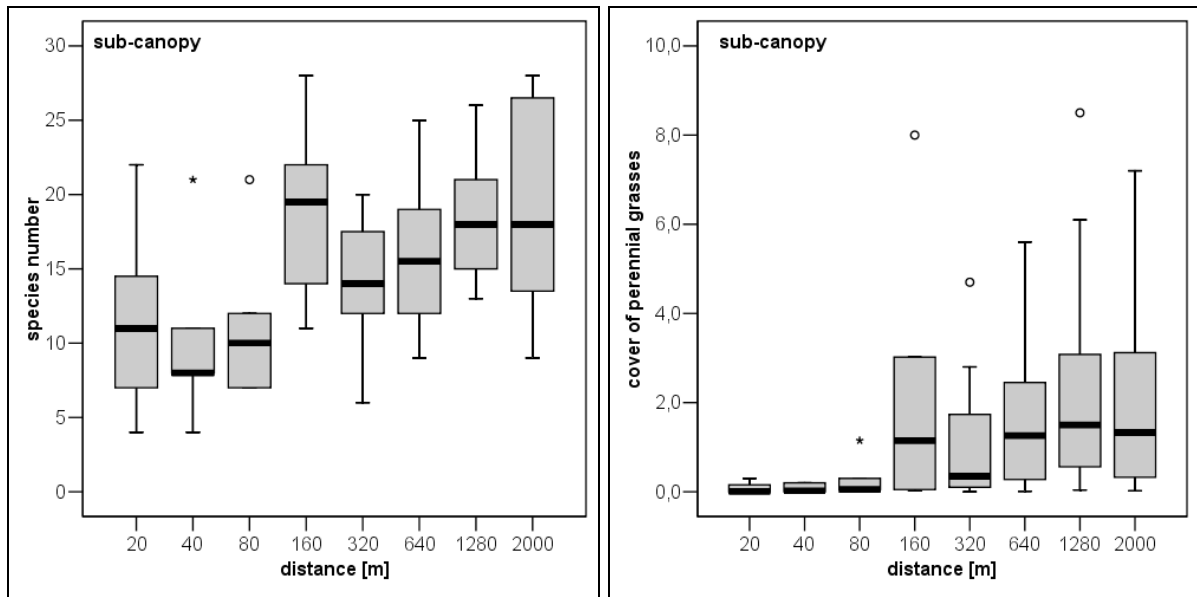 sub-canopy
species number
30
25
20
15
10
5
0
20 40 80 160 320 640 1280 2000
distance [m]
sub-canopy
cover of perennial grasses
10,0
8,0
6,0
4,0
2,0
0,0
20 40 80 160 320 640 1280 2000
distance [m]